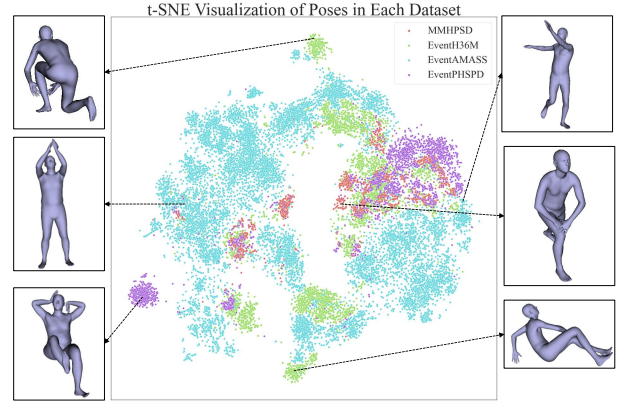 t-SNE Visualization of Poses in Each Dataset
MMHPSD
EventH36M
EventAMASS
EventPHSPD